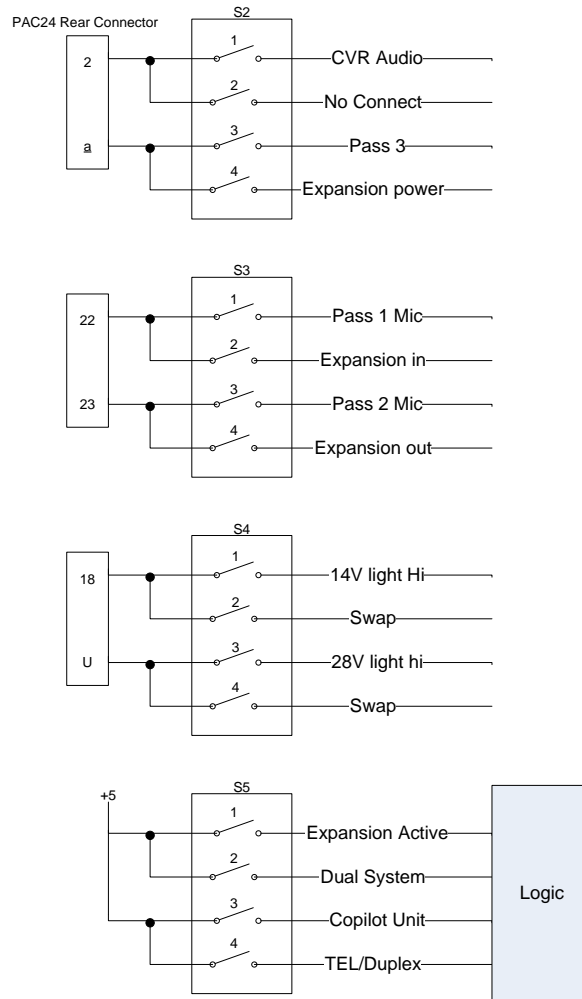 PAC24 Rear Connector
S2
2
1
CVR Audio
2
No Connect
a
3
Pass 3
4
Expansion power
S3
22
1
Pass 1 Mic
2
Expansion in
23
3
Pass 2 Mic
4
Expansion out
S4
18
1
14V light Hi
2
Swap
U
3
28V light hi
4
Swap
+5
S5
1
Expansion Active
2
Dual System
3
Copilot Unit
4
TEL/Duplex
Logic